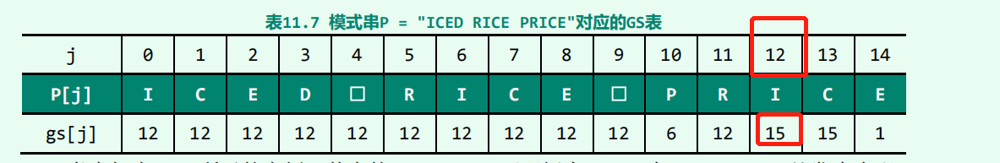 表11.7 模式串P = "ICED RICE PRICE"对应的GS表
j 0 1 2 3 4 5 6 7 8 9 10 11 12 13 14
P[j] I C E D □ R I C E □ P R I C E
gs[j] 12 12 12 12 12 12 12 12 12 12 6 12 15 15 1